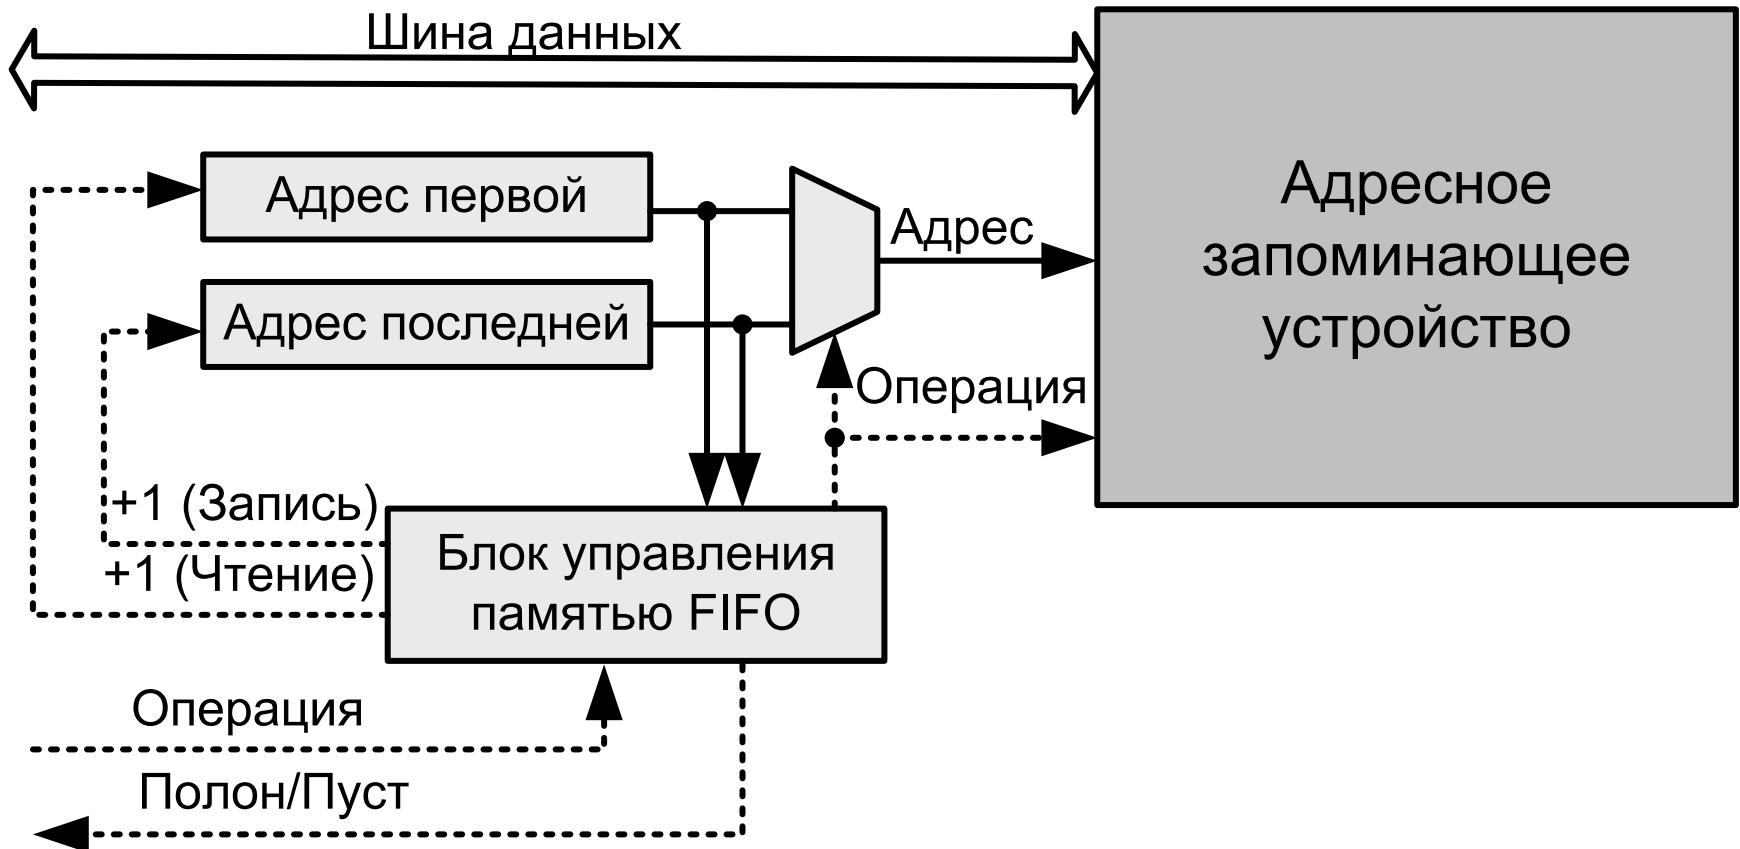 Шина данных
Адрес первой
Адрес последней
Адрес
Адресное
запоминающее
устройство
Операция
+1 (Запись)
+1 (Чтение)
Блок управления
памятью FIFO
Операция
Полон/Пуст